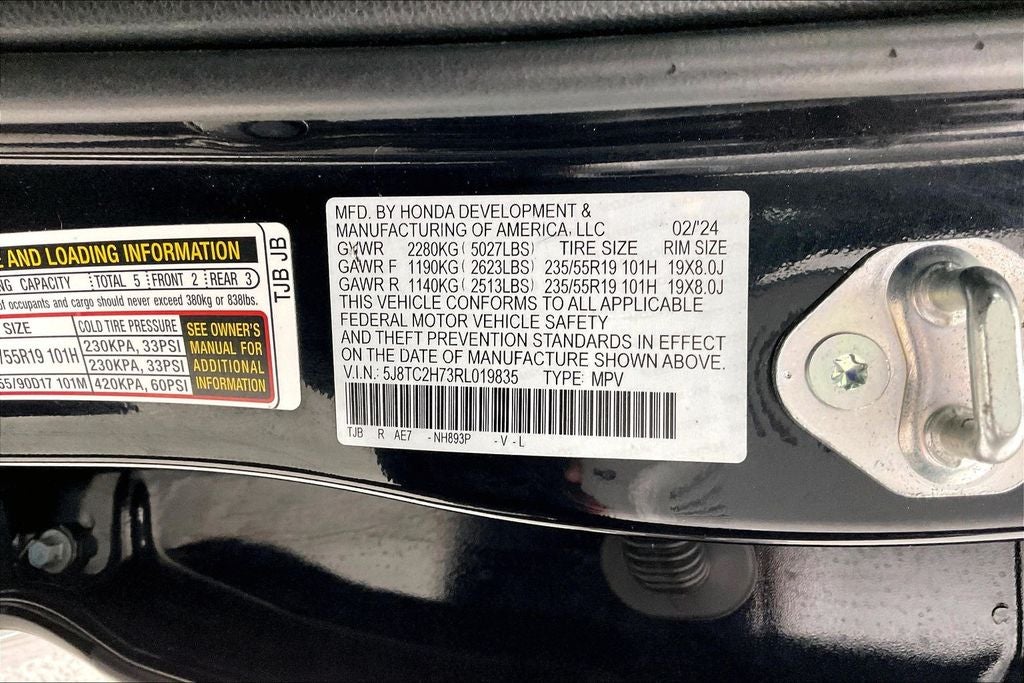 E AND LOADING INFORMATION
NG CAPACITY TOTAL 5 FRONT 2 REAR 3
of occupants and cargo should never exceed 380kg or 838lbs.
SIZE COLD TIRE PRESSURE
/55R19 101H 230KPA, 33PSI
230KPA, 33PSI
55/90D17 101M 420KPA, 60PSI
SEE OWNER'S
MANUAL FOR
ADDITIONAL
INFORMATION
TJB JB
MFD. BY HONDA DEVELOPMENT &
MANUFACTURING OF AMERICA, LLC 02/'24
GVWR 2280KG ( 5027LBS) TIRE SIZE RIM SIZE
GAWR F 1190KG ( 2623LBS) 235/55R19 101H 19X8.0J
GAWR R 1140KG ( 2513LBS) 235/55R19 101H 19X8.0J
THIS VEHICLE CONFORMS TO ALL APPLICABLE
FEDERAL MOTOR VEHICLE SAFETY
AND THEFT PREVENTION STANDARDS IN EFFECT
ON THE DATE OF MANUFACTURE SHOWN ABOVE.
V.I.N.: 5J8TC2H73RL019835 TYPE: MPV
TJB R AE7 -NH893P -V-L